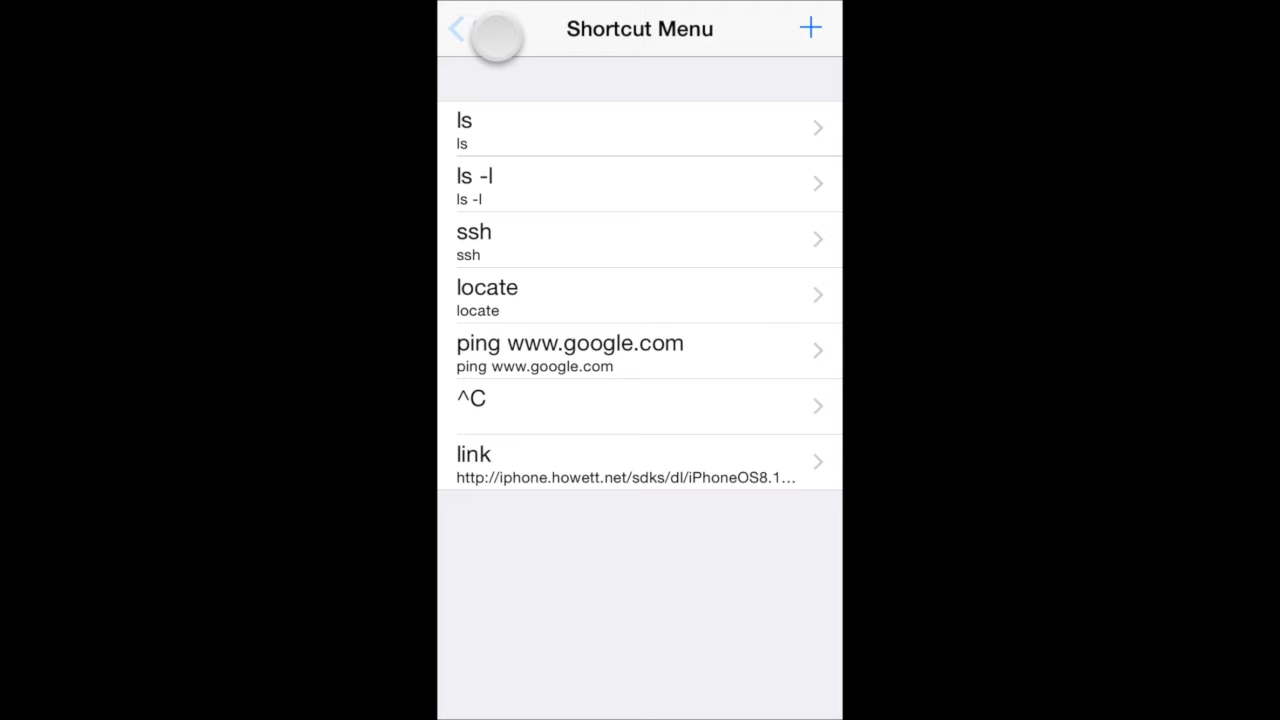 Shortcut Menu
ls
ls
ls -l
ls -l
ssh
ssh
locate
locate
ping www.google.com
ping www.google.com
^C
link
http://iphone.howett.net/sdks/dl/iPhoneOS8.1...